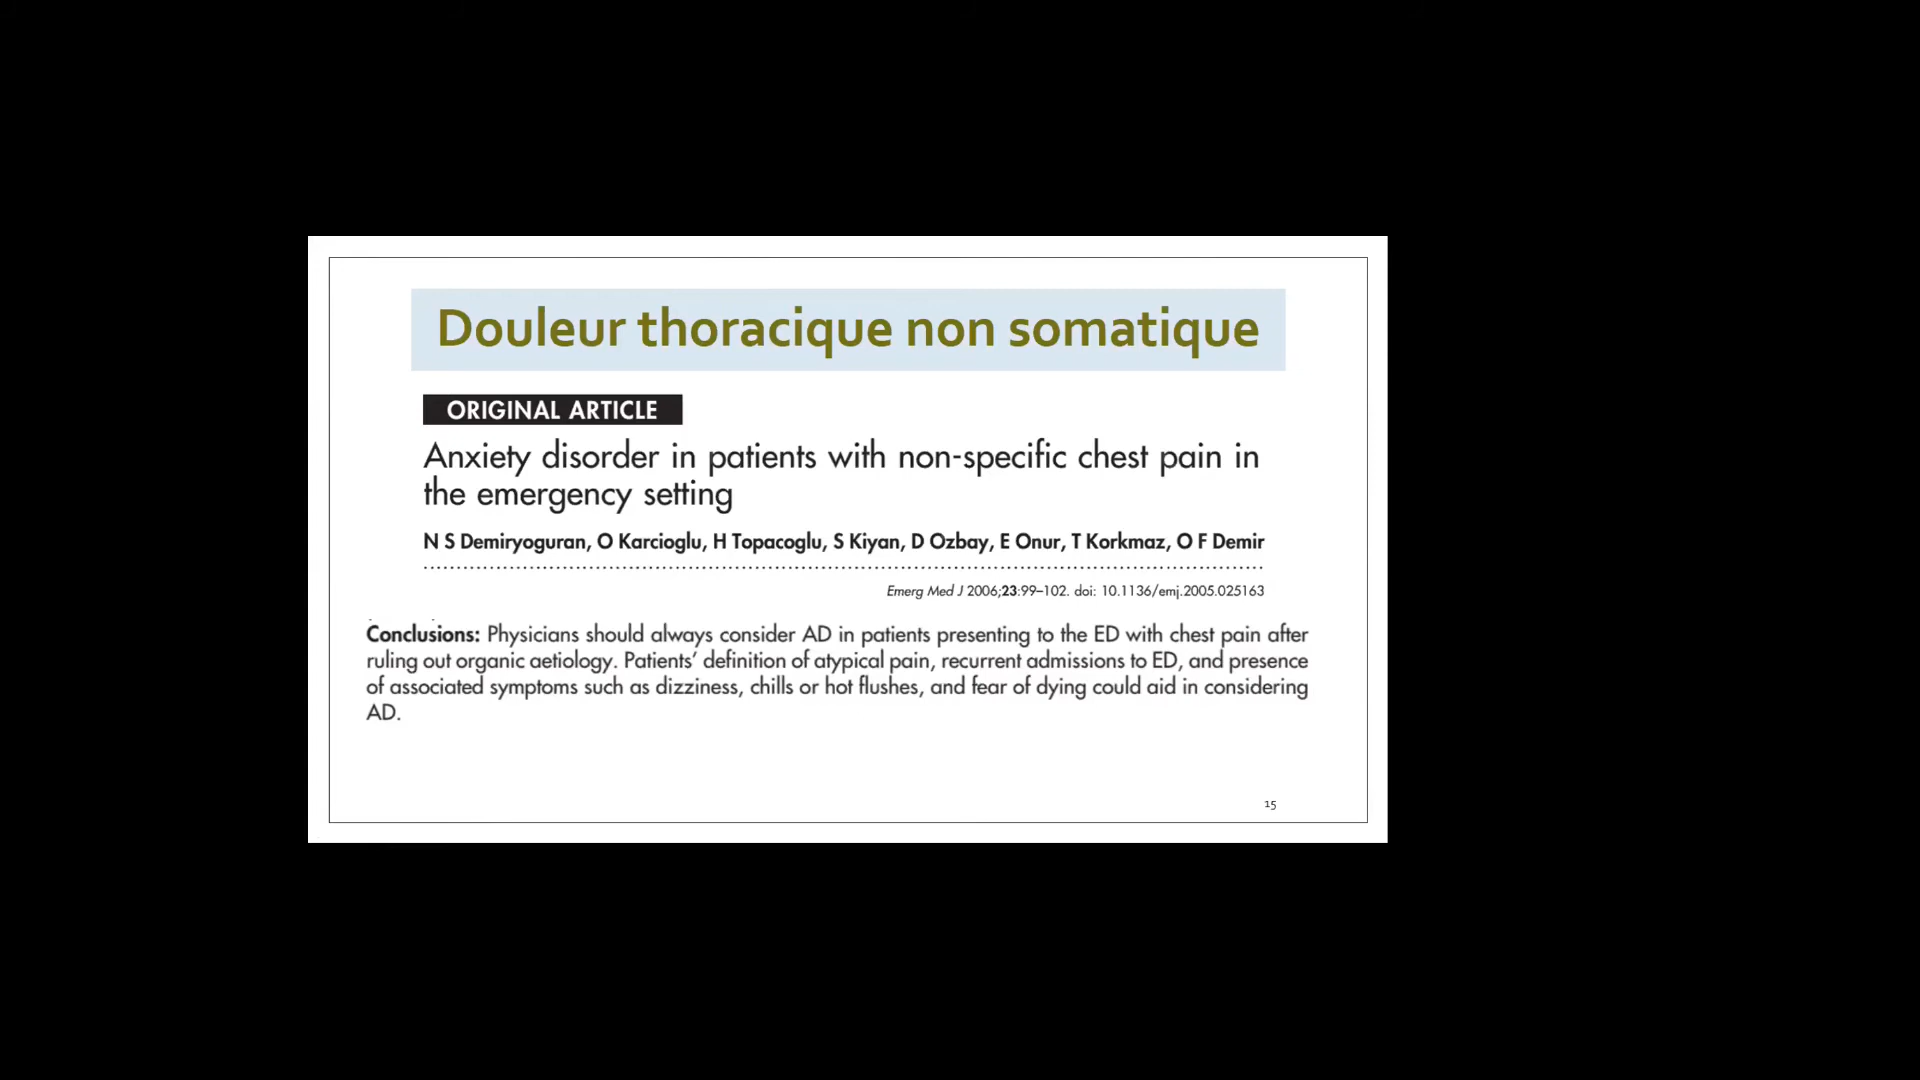 Douleur thoracique non somatique
ORIGINAL ARTICLE
Anxiety disorder in patients with non-specific chest pain in
the emergency setting
N S Demiryoguran, O Karcioglu, H Topacoglu, S Kiyan, D Ozbay, E Onur, T Korkmaz, O F Demir
Emerg Med J 2006;23:99–102. doi: 10.1136/emj.2005.025163
Conclusions: Physicians should always consider AD in patients presenting to the ED with chest pain after
ruling out organic aetiology. Patients’ definition of atypical pain, recurrent admissions to ED, and presence
of associated symptoms such as dizziness, chills or hot flushes, and fear of dying could aid in considering
AD.
15